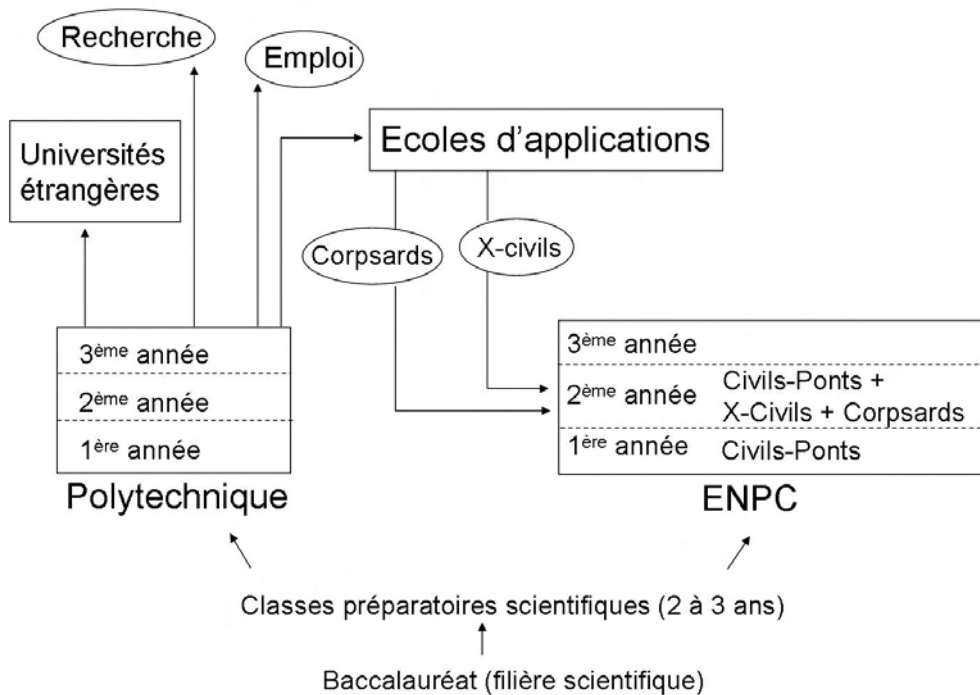 Recherche
Emploi
Universités
étrangères
Ecoles d'applications
Corpsards
X-civils
3ème année
2ème année
1ère année
Polytechnique
3ème année
2ème année
Civils-Ponts +
X-Civils + Corpsards
1ère année
Civils-Ponts
ENPC
Classes préparatoires scientifiques (2 à 3 ans)
Baccalauréat (filière scientifique)